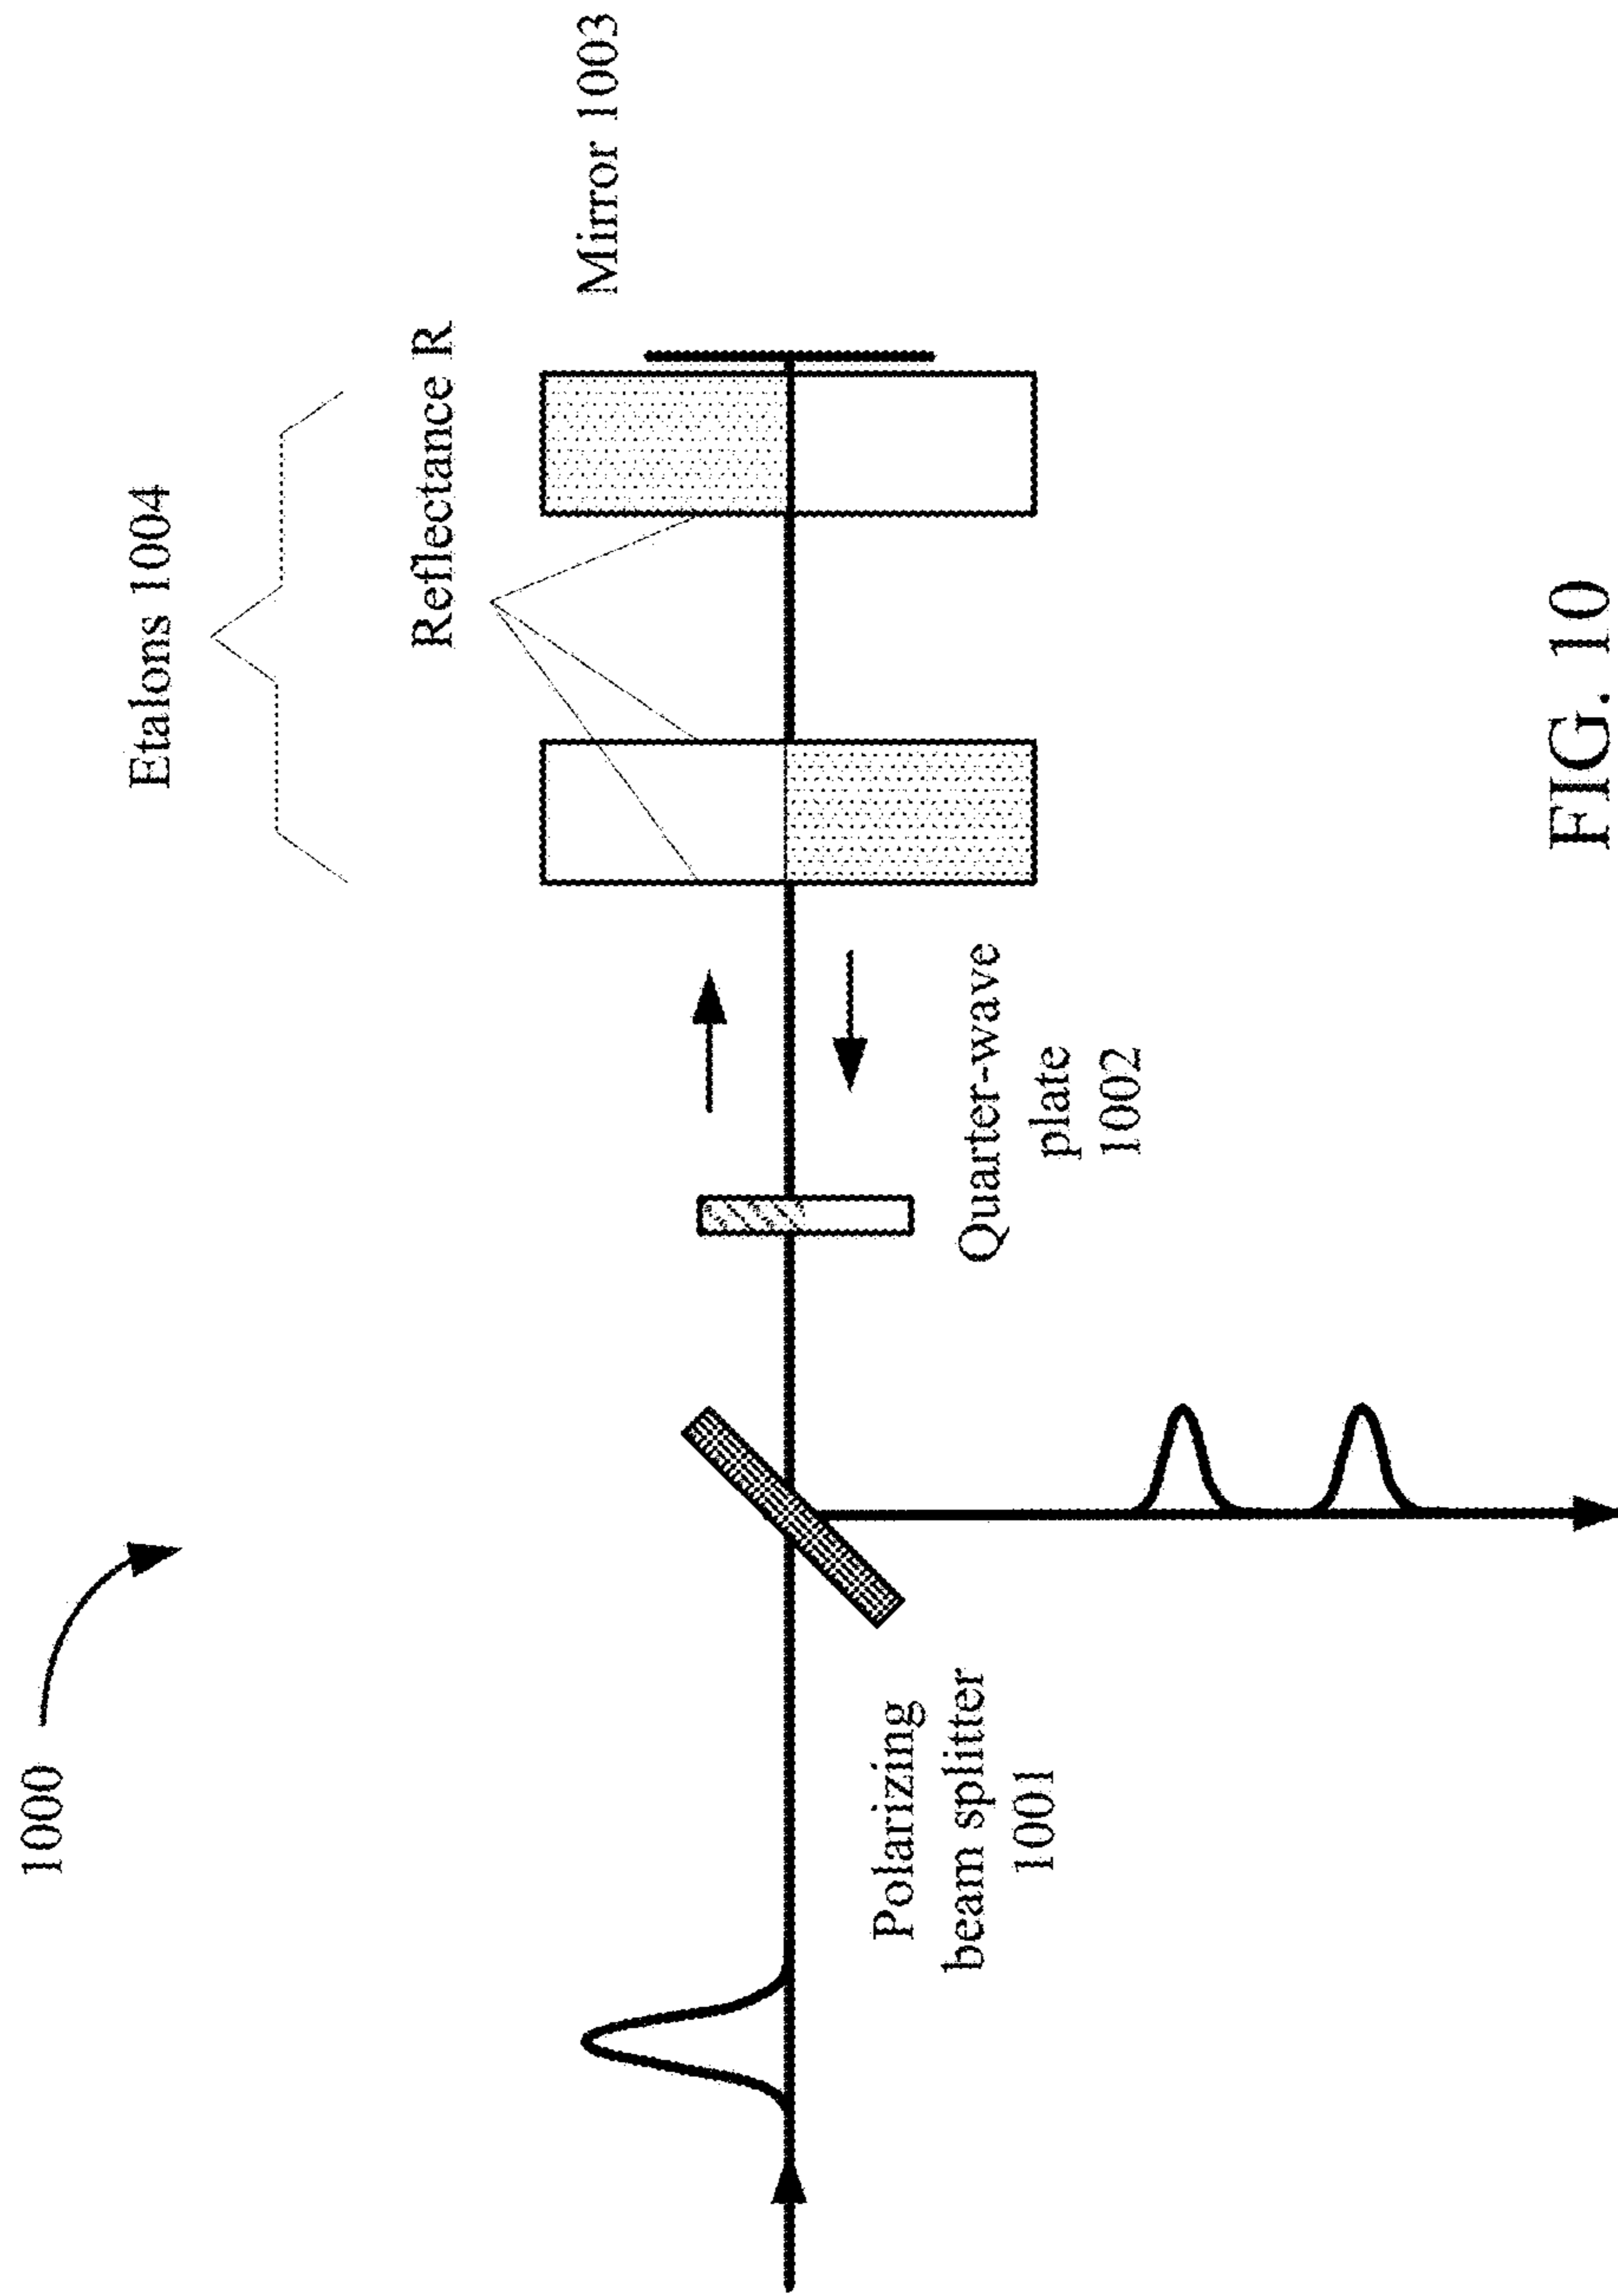 1000
Etalons 1004
Reflectance R
Mirror 1003
Polarizing
beam splitter
1001
Quarter-wave
plate
1002
FIG. 10